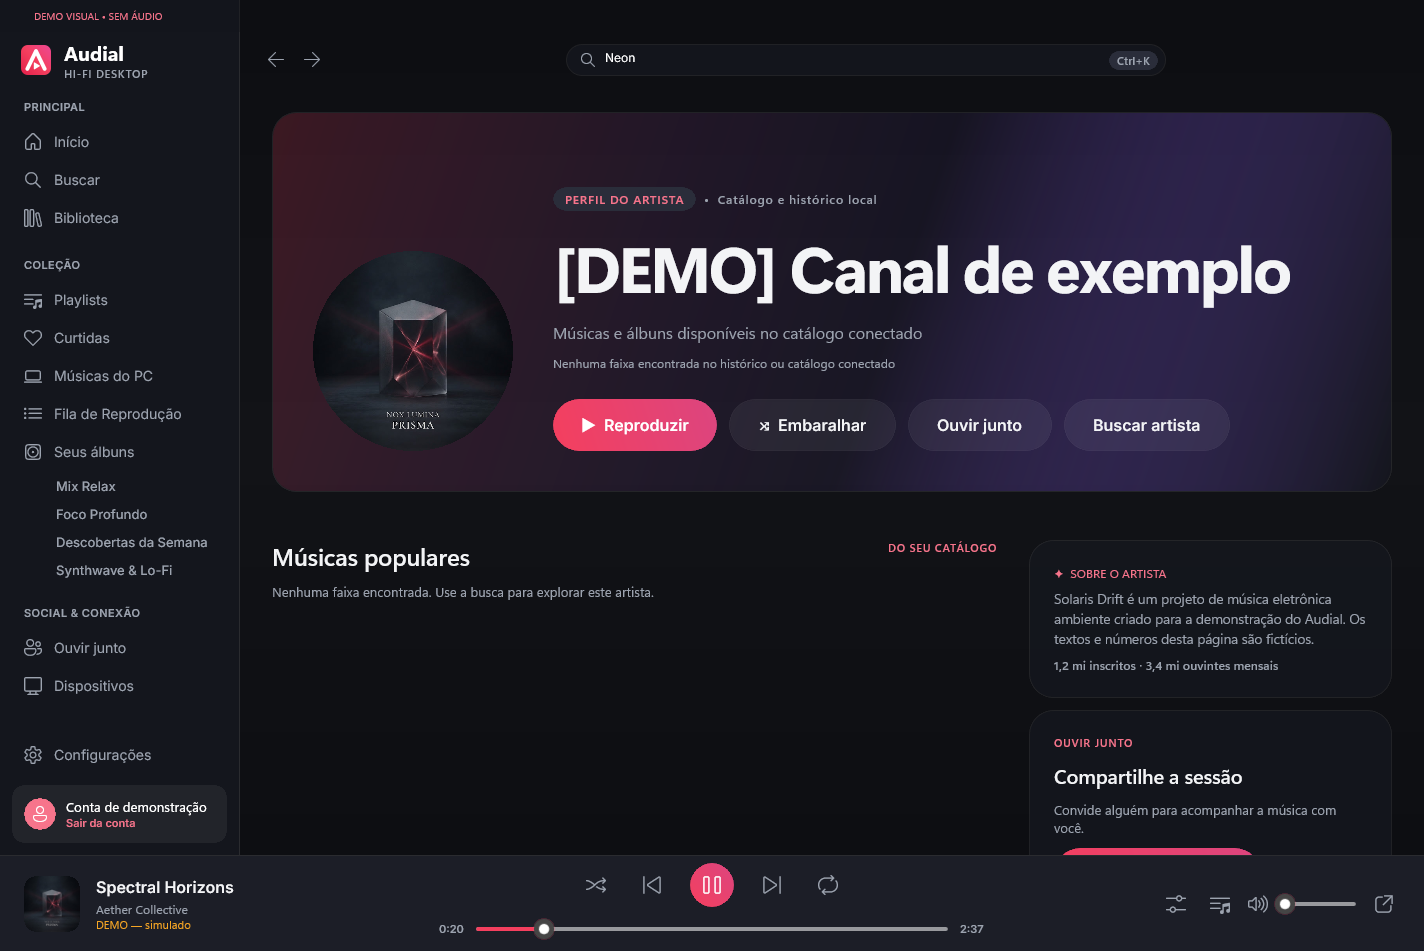 DEMO VISUAL • SEM ÁUDIO
Audial
HI-FI DESKTOP
PRINCIPAL
Início
Buscar
Biblioteca
COLEÇÃO
Playlists
Curtidas
Músicas do PC
Fila de Reprodução
Seus álbuns
Mix Relax
Foco Profundo
Descobertas da Semana
Synthwave & Lo-Fi
SOCIAL & CONEXÃO
Ouvir junto
Dispositivos
Configurações
Conta de demonstração
Sair da conta
Neon
Ctrl+K
PERFIL DO ARTISTA • Catálogo e histórico local
[DEMO] Canal de exemplo
Músicas e álbuns disponíveis no catálogo conectado
Nenhuma faixa encontrada no histórico ou catálogo conectado
NOX LUMINA
PRISMA
Reproduzir
Embaralhar
Ouvir junto
Buscar artista
Músicas populares
DO SEU CATÁLOGO
Nenhuma faixa encontrada. Use a busca para explorar este artista.
SOBRE O ARTISTA
Solaris Drift é um projeto de música eletrônica
ambiente criado para a demonstração do Audial. Os
textos e números desta página são fictícios.
1,2 mi inscritos · 3,4 mi ouvintes mensais
OUVIR JUNTO
Compartilhe a sessão
Convide alguém para acompanhar a música com
você.
Spectral Horizons
Aether Collective
DEMO — simulado
0:20
2:37